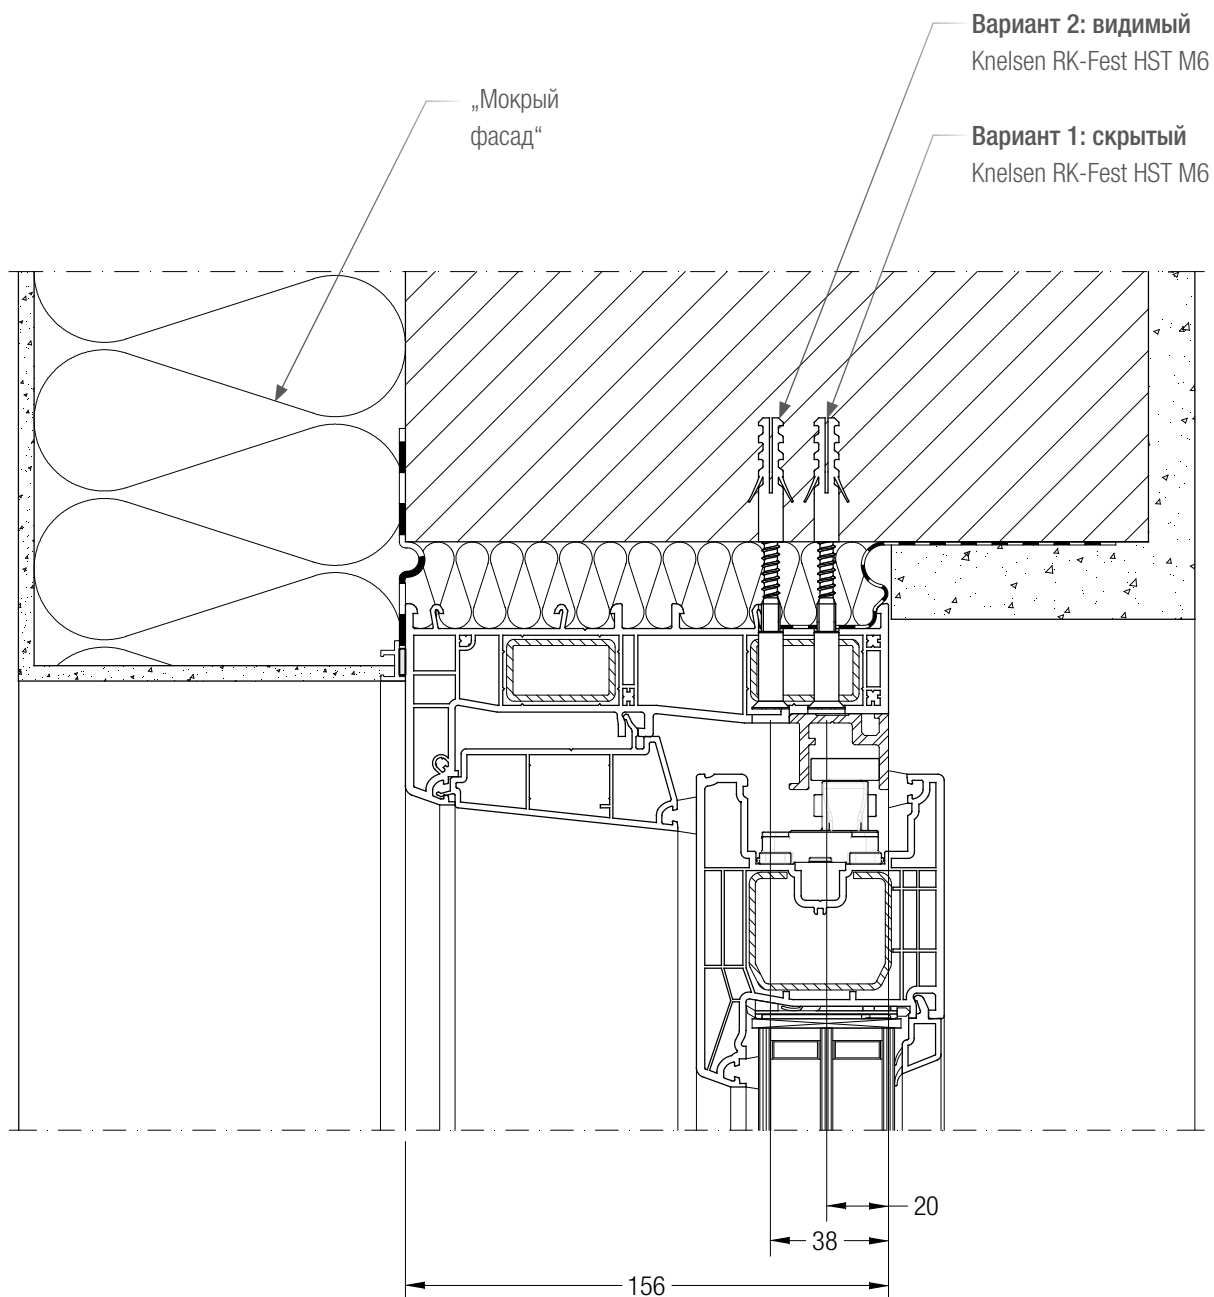 Вариант 2: видимый
Knelsen RK-Fest HST M6
„Мокрый
фасад“
Вариант 1: скрытый
Knelsen RK-Fest HST M6
20
38
156